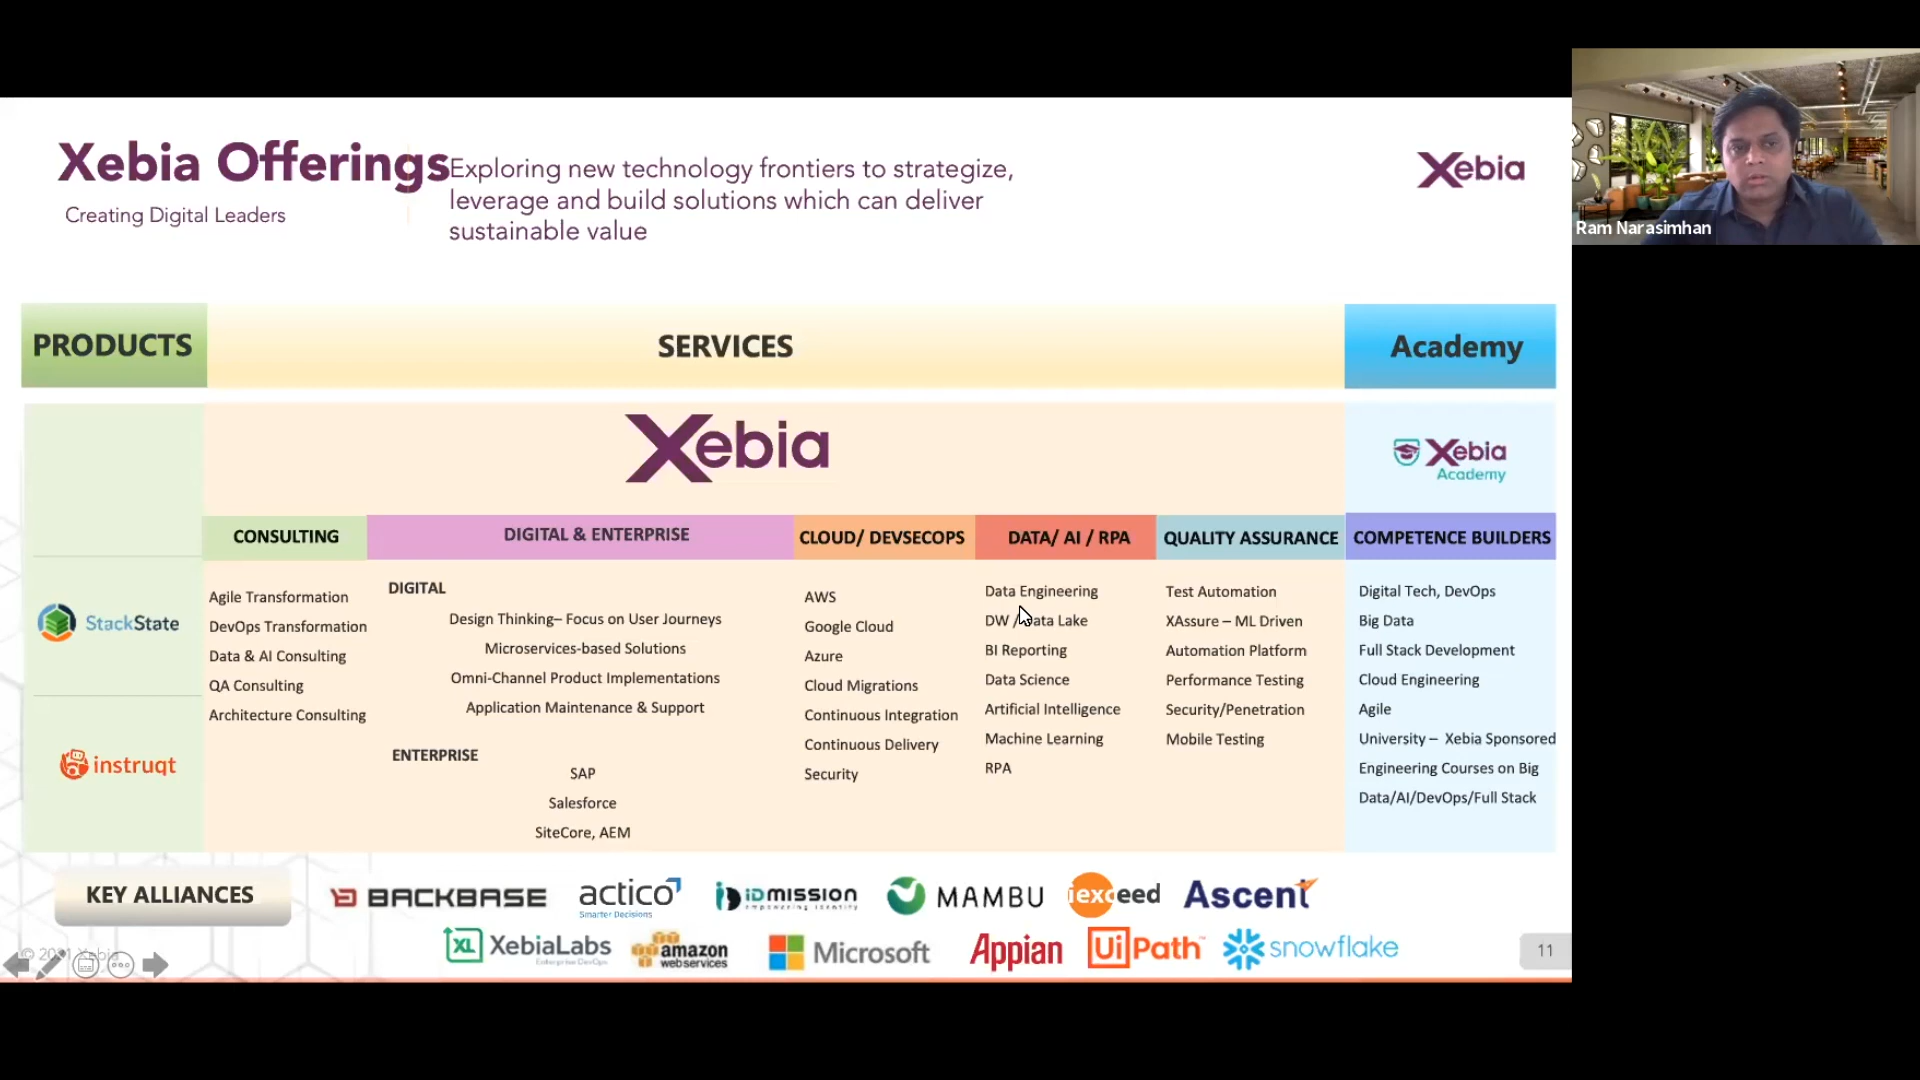 Xebia Offerings
Creating Digital Leaders
Exploring new technology frontiers to strategize,
leverage and build solutions which can deliver
sustainable value
Xebia
Ram Narasimhan
PRODUCTS
SERVICES
Academy
Xebia
Xebia
Academy
StackState
instruqt
CONSULTING
Agile Transformation
DevOps Transformation
Data & AI Consulting
QA Consulting
Architecture Consulting
DIGITAL & ENTERPRISE
DIGITAL
Design Thinking– Focus on User Journeys
Microservices-based Solutions
Omni-Channel Product Implementations
Application Maintenance & Support
ENTERPRISE
SAP
Salesforce
SiteCore, AEM
CLOUD/ DEVSECOPS
AWS
Google Cloud
Azure
Cloud Migrations
Continuous Integration
Continuous Delivery
Security
DATA/ AI / RPA
Data Engineering
DW / Data Lake
BI Reporting
Data Science
Artificial Intelligence
Machine Learning
RPA
QUALITY ASSURANCE
Test Automation
XAssure – ML Driven
Automation Platform
Performance Testing
Security/Penetration
Mobile Testing
COMPETENCE BUILDERS
Digital Tech, DevOps
Big Data
Full Stack Development
Cloud Engineering
Agile
University – Xebia Sponsored
Engineering Courses on Big
Data/AI/DevOps/Full Stack
KEY ALLIANCES
BACKBASE
actico
Smarter Decisions
iDmission
empowering identity
MAMBU
iexceed
Ascent
XL XebiaLabs
Enterprise DevOps
amazon
webservices
Microsoft
Appian
UiPath
snowflake
© 2021 Xebia
11